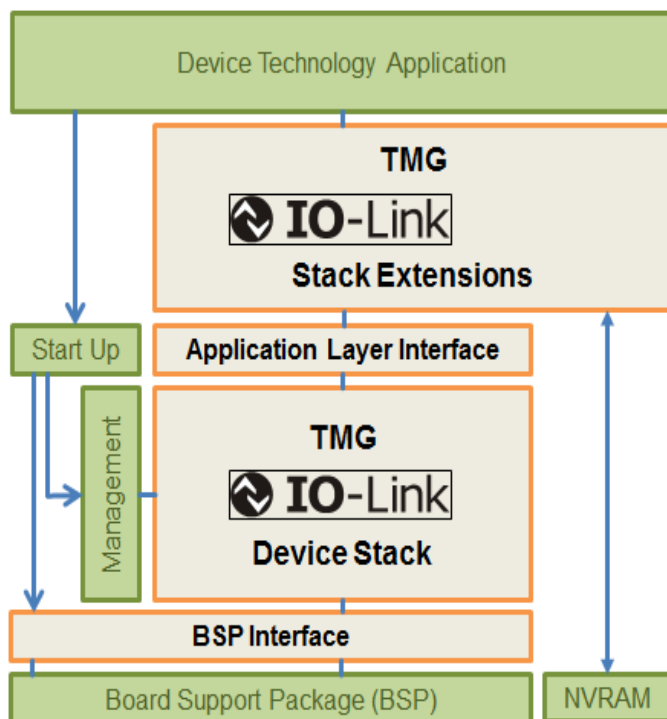 Device Technology Application
TMG
IO-Link
Stack Extensions
Start Up
Application Layer Interface
Management
TMG
IO-Link
Device Stack
BSP Interface
Board Support Package (BSP)
NVRAM